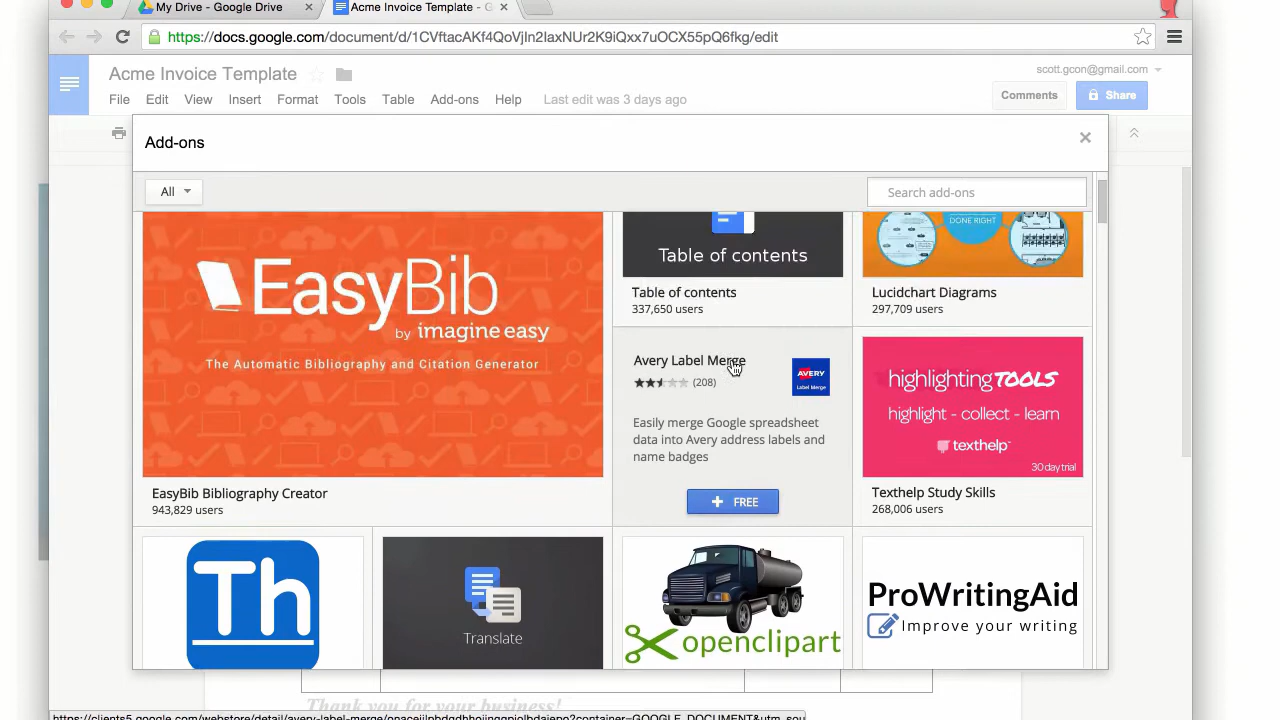 My Drive - Google Drive
Acme Invoice Template - G
https://docs.google.com/document/d/1CVftacAKf4QoVjIn2IaxNUr2K9iQxx7uOCX55pQ6fkg/edit
Acme Invoice Template
scott.gcon@gmail.com
File Edit View Insert Format Tools Table Add-ons Help Last edit was 3 days ago
Comments
Share
Add-ons
All
Search add-ons
EasyBib
by imagine easy
The Automatic Bibliography and Citation Generator
EasyBib Bibliography Creator
943,829 users
Table of contents
Table of contents
337,650 users
DONE RIGHT
Lucidchart Diagrams
297,709 users
Avery Label Merge
(208)
AVERY
Label Merge
Easily merge Google spreadsheet
data into Avery address labels and
name badges
FREE
highlighting TOOLS
highlight - collect - learn
texthelp
30 day trial
Texthelp Study Skills
268,006 users
Th
Translate
openclipart
ProWritingAid
Improve your writing
Thank you for your business!